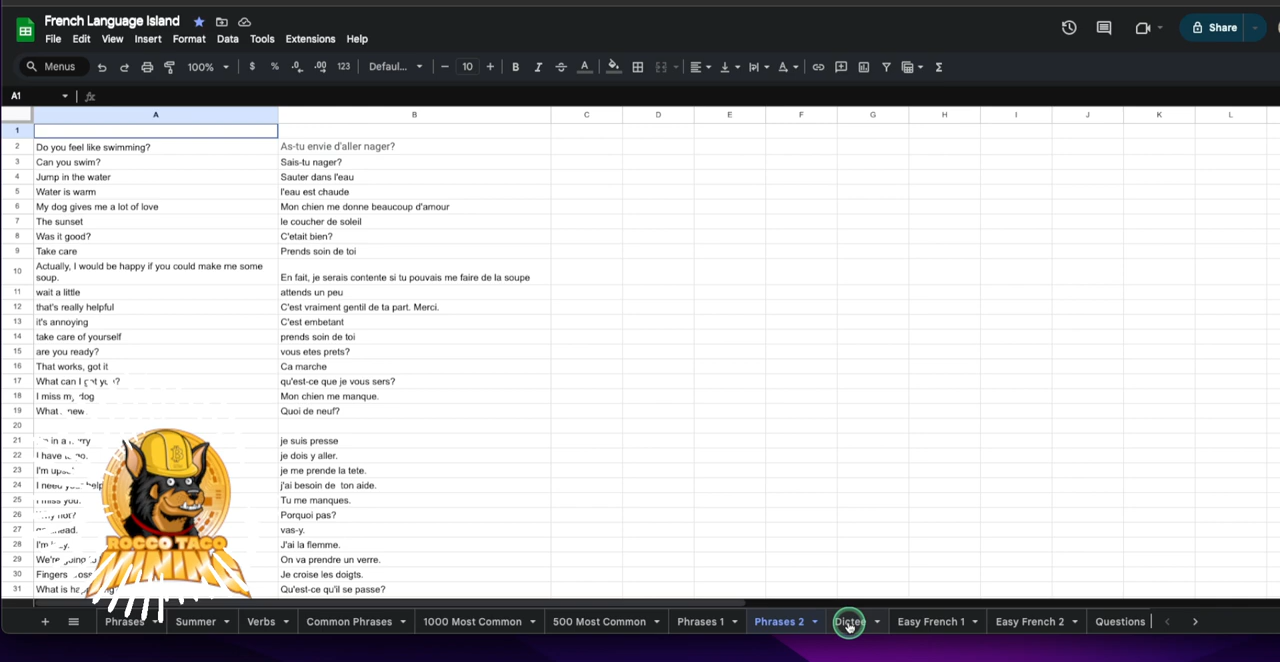 French Language Island
File Edit View Insert Format Data Tools Extensions Help
Share
Menus 100% $ % .0 .00 123 Defaul... − 10 + B I A
A1 fx
A B C D E F G H I J K L
1
2 Do you feel like swimming? As-tu envie d'aller nager?
3 Can you swim? Sais-tu nager?
4 Jump in the water Sauter dans l'eau
5 Water is warm l'eau est chaude
6 My dog gives me a lot of love Mon chien me donne beaucoup d'amour
7 The sunset le coucher de soleil
8 Was it good? C'etait bien?
9 Take care Prends soin de toi
Actually, I would be happy if you could make me some
10 soup. En fait, je serais contente si tu pouvais me faire de la soupe
11 wait a little attends un peu
12 that's really helpful C'est vraiment gentil de ta part. Merci.
13 it's annoying C'est embetant
14 take care of yourself prends soin de toi
15 are you ready? vous etes prets?
16 That works, got it Ca marche
17 What can I get you? qu'est-ce que je vous sers?
18 I miss my dog Mon chien me manque.
19 What new Quoi de neuf?
20
21 in a je suis presse
22 I have je dois y aller.
23 I'm je me prende la tete.
24 I need your help j'ai besoin de ton aide.
25 I miss you. Tu me manques.
26 not? Porquoi pas?
27 vas-y.
28 I'm J'ai la flemme.
29 We're going On va prendre un verre.
30 Fingers Je croise les doigts.
31 What is Qu'est-ce qu'il se passe?
ROCCO TACO
MINING
+ Phrases Summer Verbs Common Phrases 1000 Most Common 500 Most Common Phrases 1 Phrases 2 Dictee Easy French 1 Easy French 2 Questions